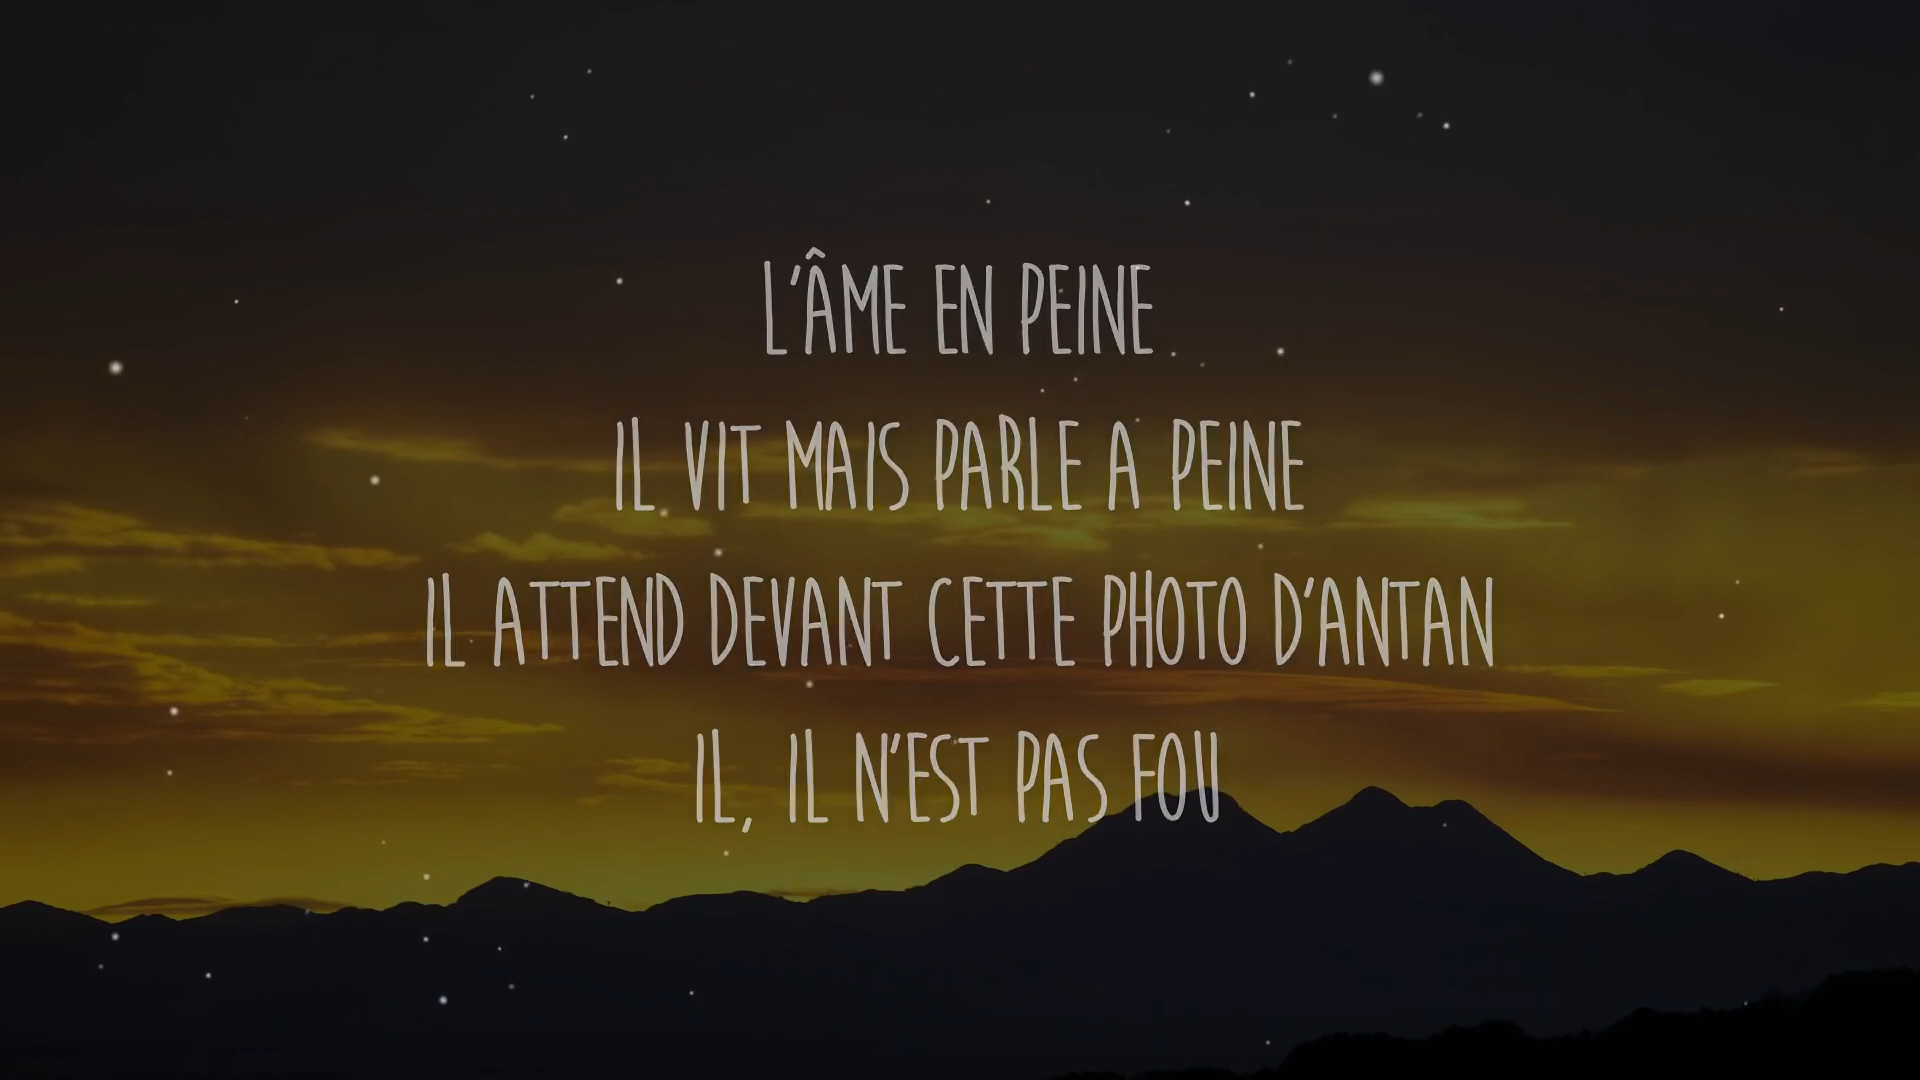 L'ÂME EN PEINE
IL VIT MAIS PARLE A PEINE
IL ATTEND DEVANT CETTE PHOTO D'ANTAN
IL, IL N'EST PAS FOU